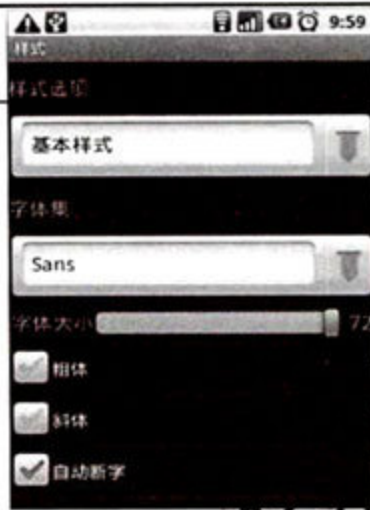 9:59
样式
样式选项
基本样式
字体集
Sans
字体大小 72
粗体
斜体
自动断字